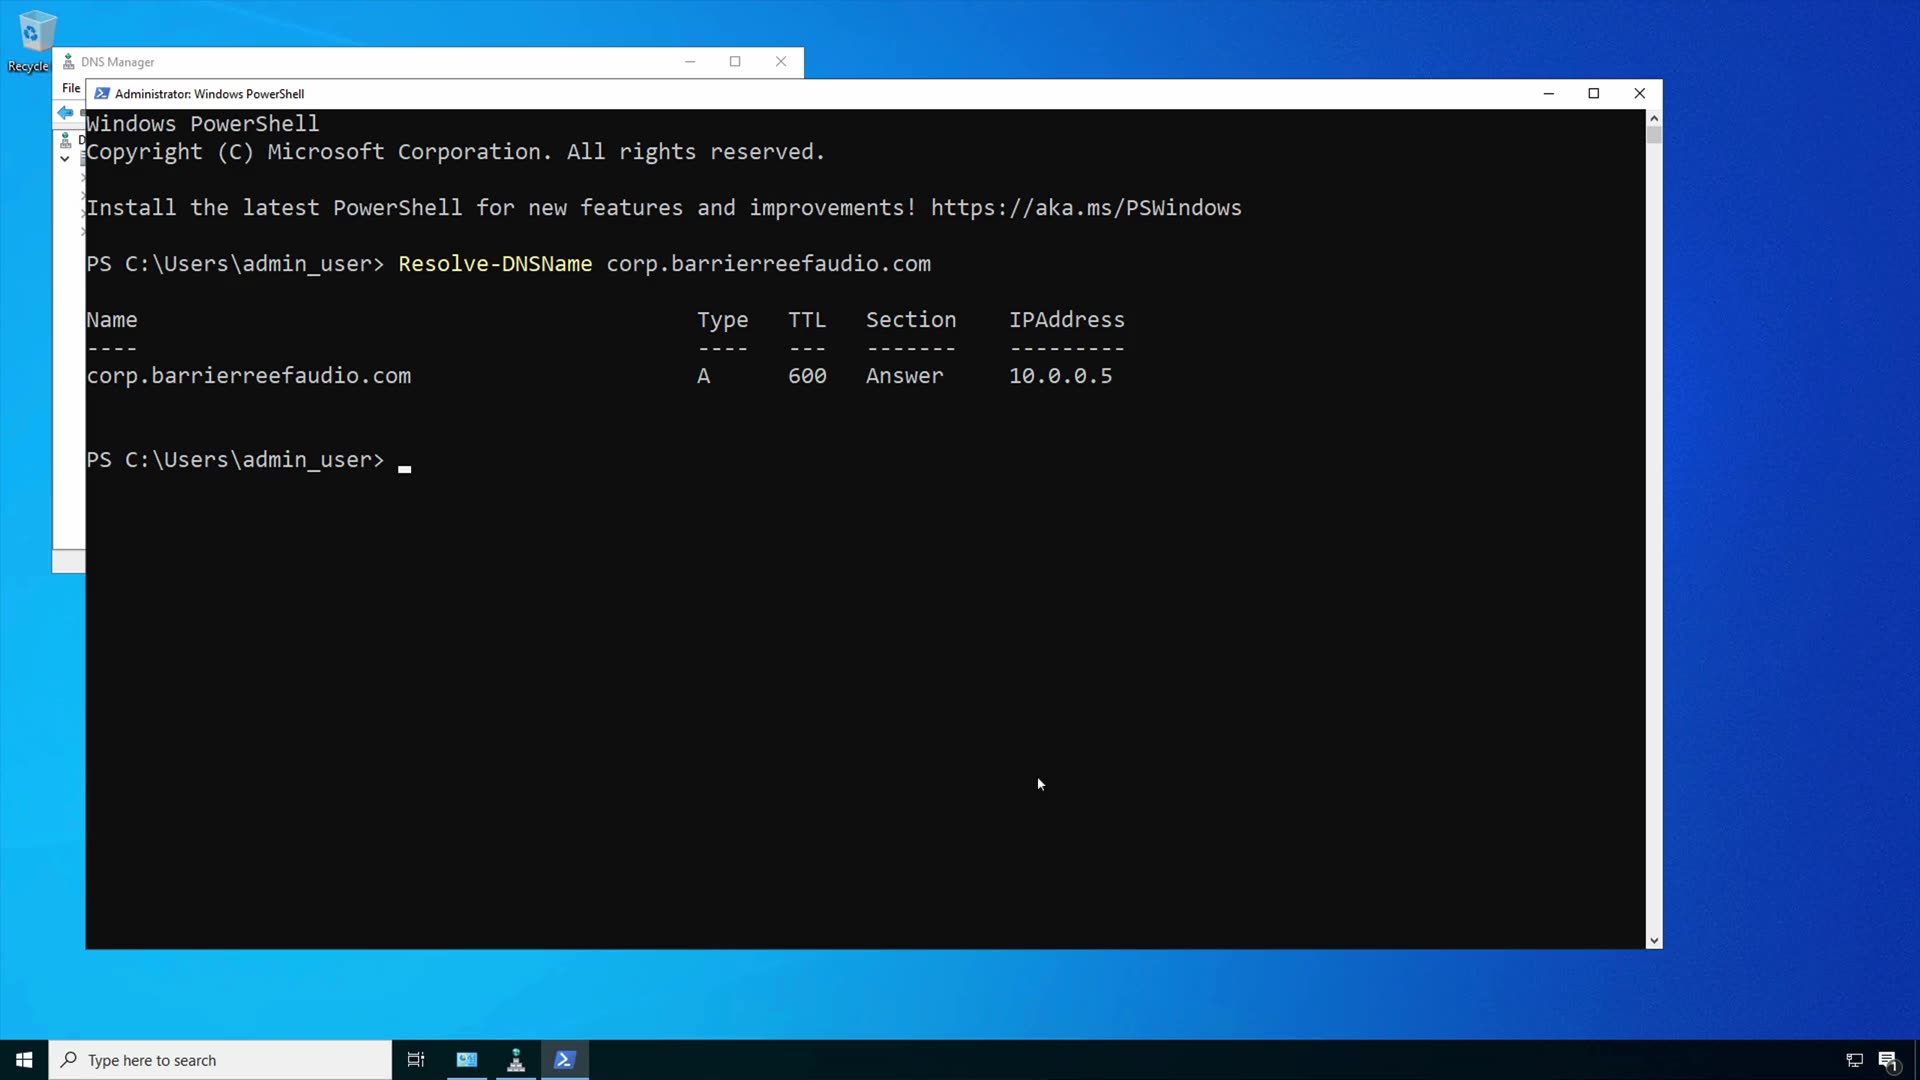 Recycle
DNS Manager
File
Administrator: Windows PowerShell
D
Windows PowerShell
Copyright (C) Microsoft Corporation. All rights reserved.
Install the latest PowerShell for new features and improvements! https://aka.ms/PSWindows
PS C:\Users\admin_user> Resolve-DNSName corp.barrierreefaudio.com
Name Type TTL Section IPAddress
---- ---- --- ------- ---------
corp.barrierreefaudio.com A 600 Answer 10.0.0.5
PS C:\Users\admin_user>
Type here to search
1